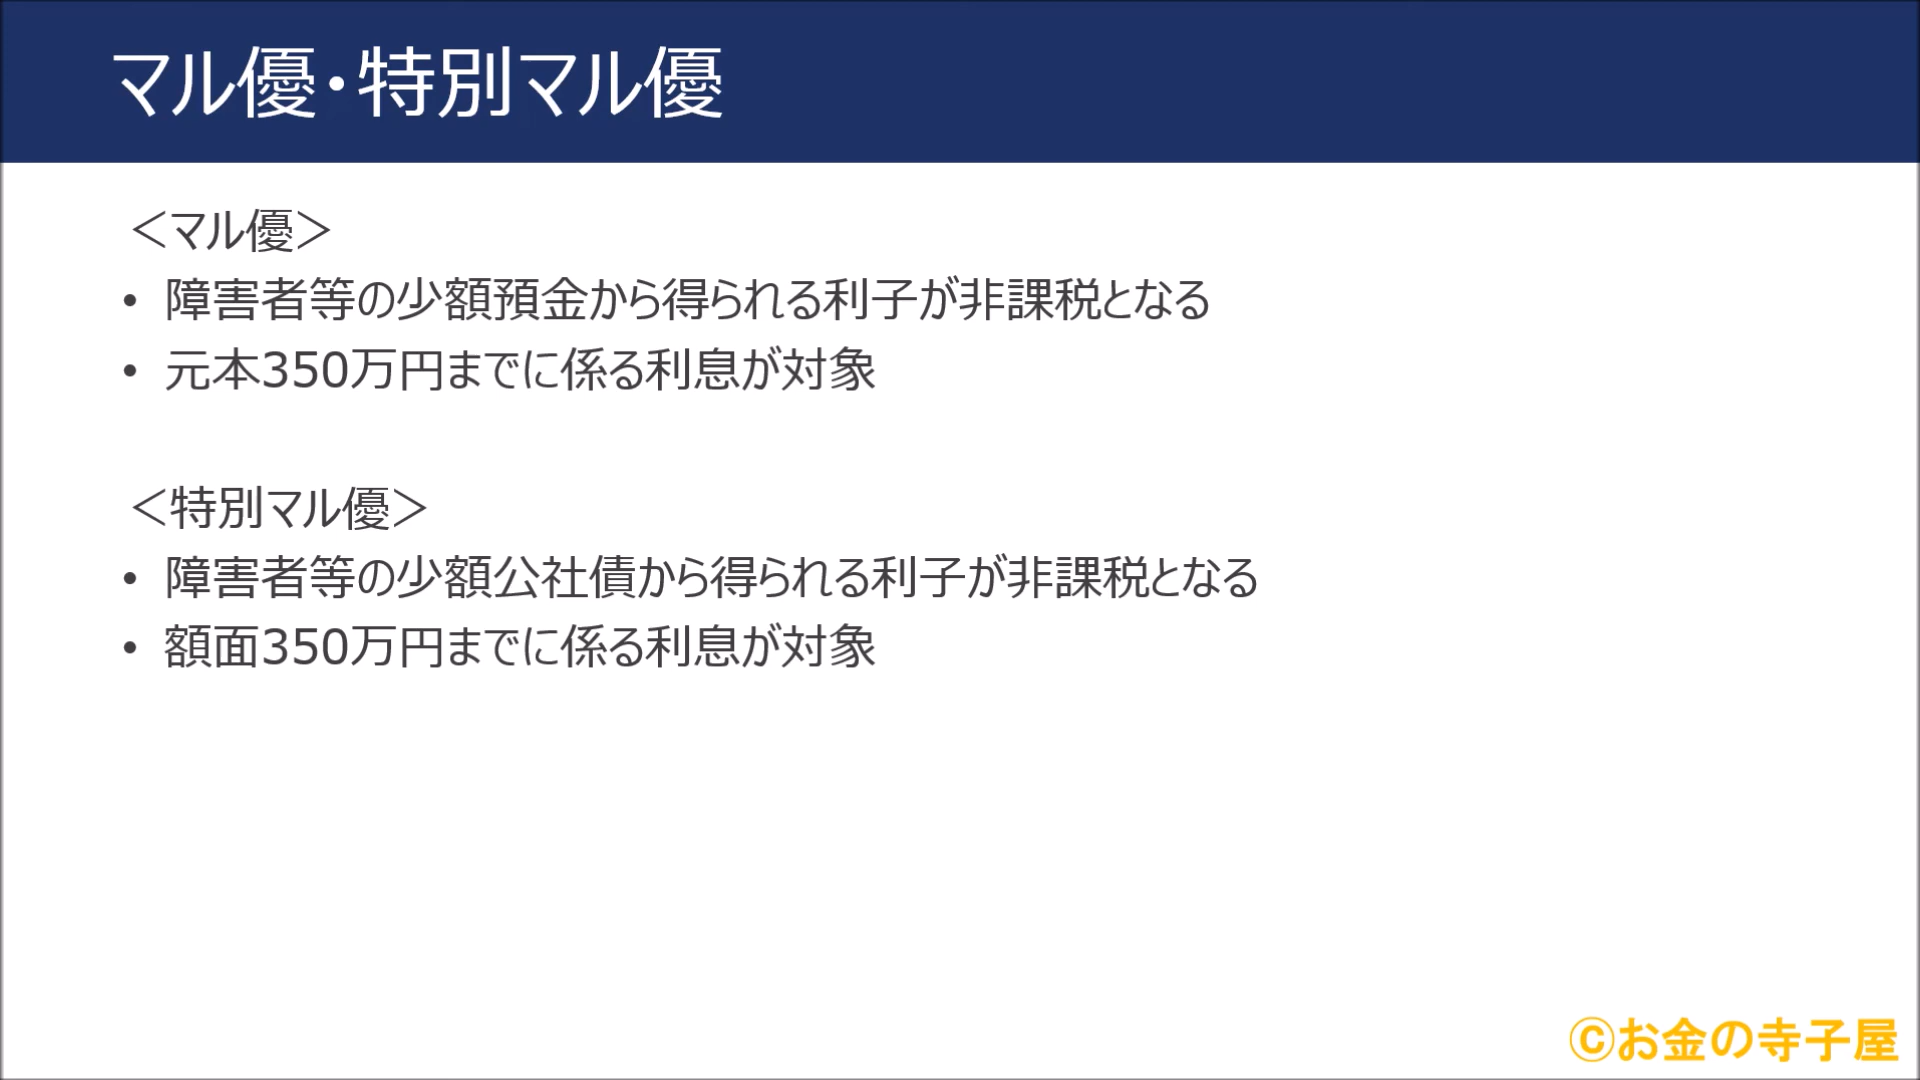 マル優・特別マル優
＜マル優＞
• 障害者等の少額預金から得られる利子が非課税となる
• 元本350万円までに係る利息が対象
＜特別マル優＞
• 障害者等の少額公社債から得られる利子が非課税となる
• 額面350万円までに係る利息が対象
©お金の寺子屋